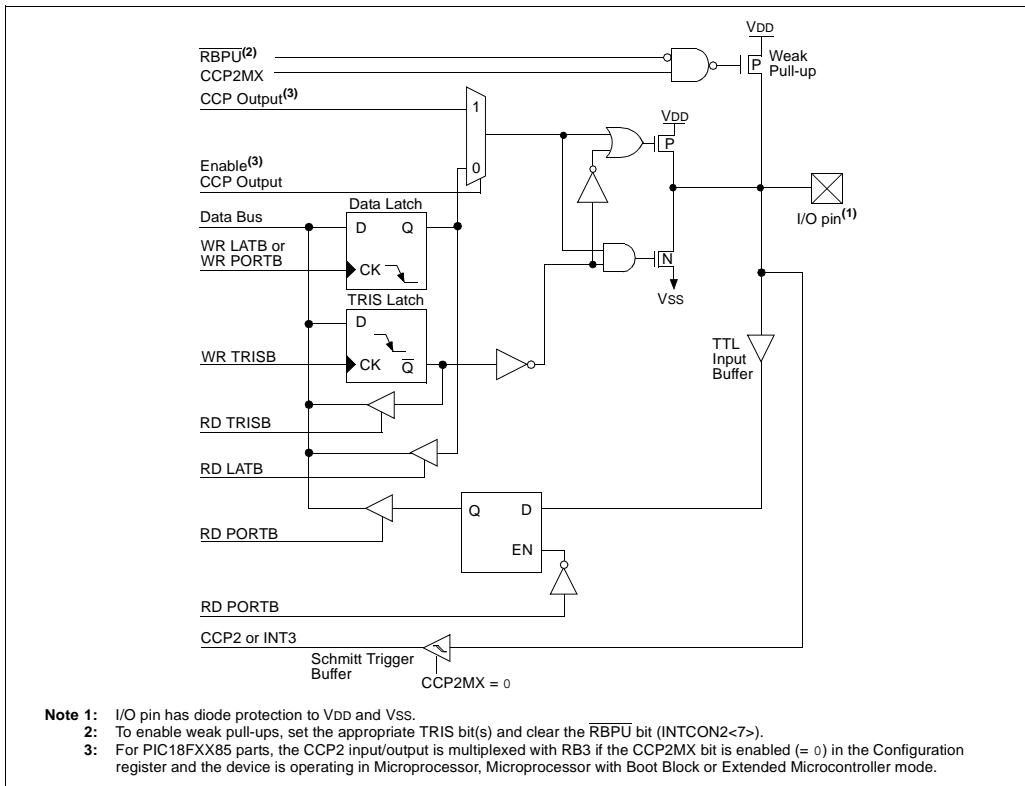 VDD
RBPU(2)
CCP2MX
P
Weak
Pull-up
CCP Output(3)
1
VDD
P
Enable(3)
CCP Output
0
I/O pin(1)
Data Bus
Data Latch
D Q
WR LATB or
WR PORTB
CK
N
VSS
TRIS Latch
D
WR TRISB
CK Q
TTL
Input
Buffer
RD TRISB
RD LATB
Q D
RD PORTB
EN
RD PORTB
CCP2 or INT3
Schmitt Trigger
Buffer
CCP2MX = 0
Note 1: I/O pin has diode protection to VDD and VSS.
2: To enable weak pull-ups, set the appropriate TRIS bit(s) and clear the RBPU bit (INTCON2<7>).
3: For PIC18FXX85 parts, the CCP2 input/output is multiplexed with RB3 if the CCP2MX bit is enabled (= 0) in the Configuration
register and the device is operating in Microprocessor, Microprocessor with Boot Block or Extended Microcontroller mode.